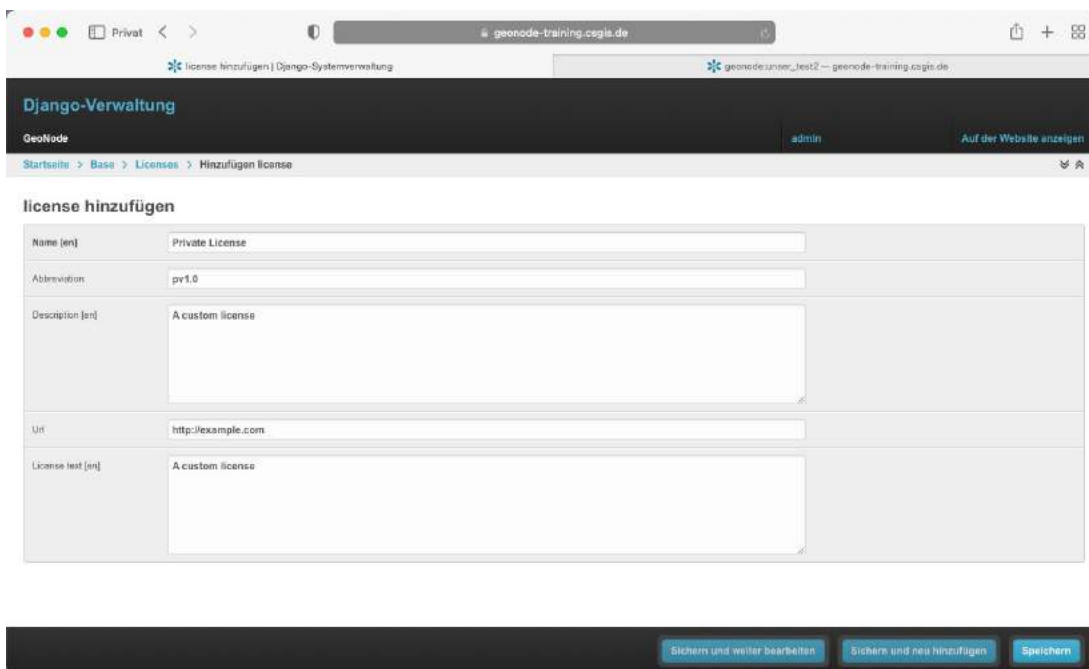 Privat
geonode-training.csgis.de
license hinzufügen | Django-Systemverwaltung
geonode:unser_test2 — geonode-training.csgis.de
Django-Verwaltung
GeoNode admin Auf der Website anzeigen
Startseite > Base > Licenses > Hinzufügen license
license hinzufügen
Name [en] Private License
Abbreviation pv1.0
Description [en] A custom license
Url http://example.com
License text [en] A custom license
Sichern und weiter bearbeiten Sichern und neu hinzufügen Speichern